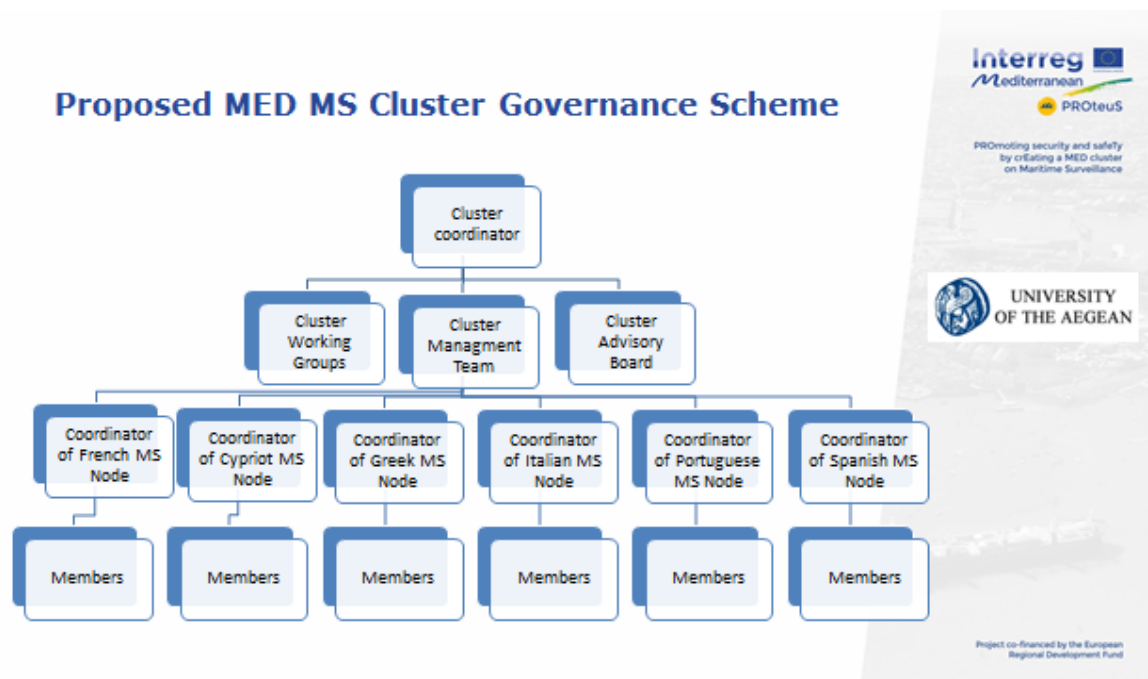 Interreg
Mediterranean
PROteuS
PROmoting security and safeTy
by crEating a MED cluster
on Maritime Surveillance
Proposed MED MS Cluster Governance Scheme
Cluster
coordinator
Cluster
Working
Groups
Cluster
Managment
Team
Cluster
Advisory
Board
UNIVERSITY
OF THE AEGEAN
Coordinator
of French MS
Node
Coordinator
of Cypriot MS
Node
Coordinator
of Greek MS
Node
Coordinator
of Italian MS
Node
Coordinator
of Portuguese
MS Node
Coordinator
of Spanish MS
Node
Members
Members
Members
Members
Members
Members
Project co-financed by the European
Regional Development Fund